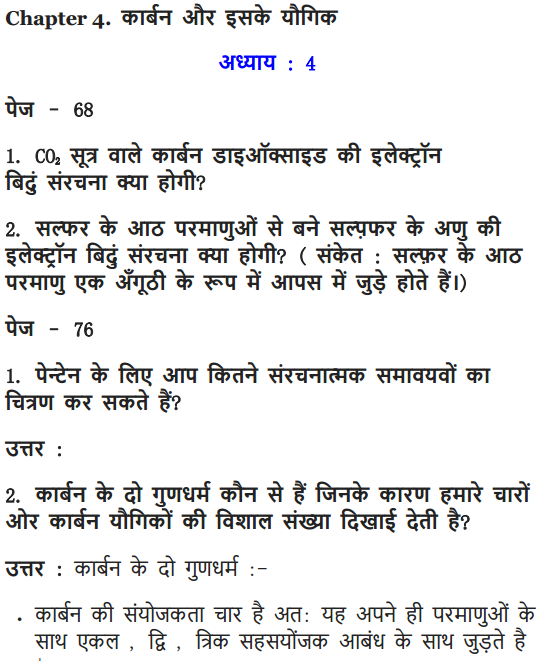 Chapter 4. कार्बन और इसके यौगिक
अध्याय : 4
पेज - 68
1. CO₂ सूत्र वाले कार्बन डाइऑक्साइड की इलेक्ट्रॉन
बिदुं संरचना क्या होगी?
2. सल्फर के आठ परमाणुओं से बने सल्प़फर के अणु की
इलेक्ट्रॉन बिदुं संरचना क्या होगी? ( संकेत : सल्फ़र के आठ
परमाणु एक अँगूठी के रूप में आपस में जुड़े होते हैं।)
पेज - 76
1. पेन्टेन के लिए आप कितने संरचनात्मक समावयवों का
चित्रण कर सकते हैं?
उत्तर :
2. कार्बन के दो गुणधर्म कौन से हैं जिनके कारण हमारे चारों
ओर कार्बन यौगिकों की विशाल संख्या दिखाई देती है?
उत्तर : कार्बन के दो गुणधर्म :-
• कार्बन की संयोजकता चार है अत: यह अपने ही परमाणुओं के
साथ एकल , द्वि , त्रिक सहसयोंजक आबंध के साथ जुड़ते है